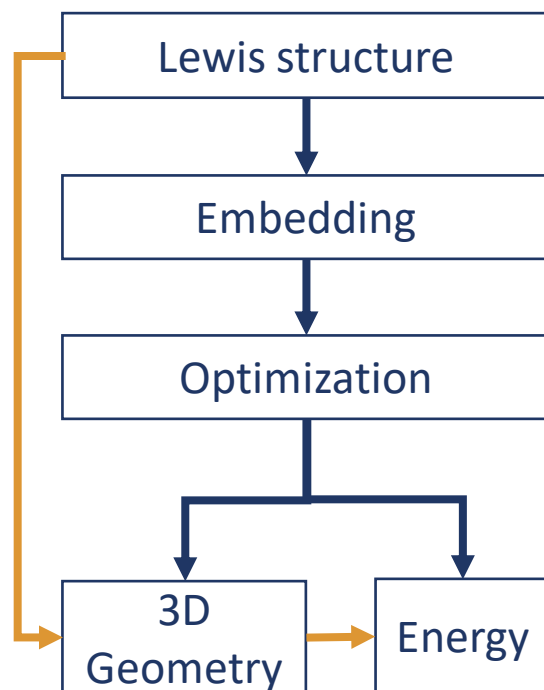 Lewis structure
Embedding
Optimization
3D
Geometry
Energy